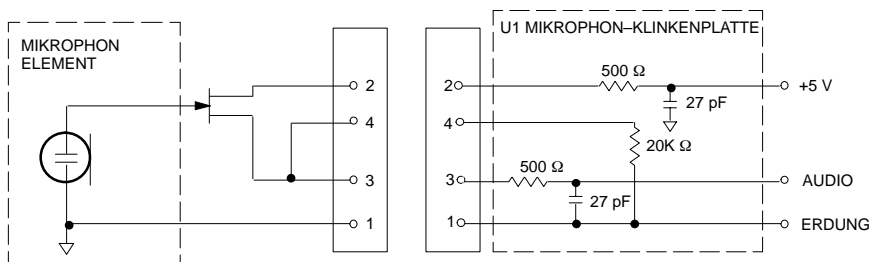 MIKROPHON
ELEMENT
2
4
3
1
U1 MIKROPHON–KLINKENPLATTE
2
500 Ω
+5 V
27 pF
4
20K Ω
500 Ω
3
AUDIO
27 pF
1
ERDUNG